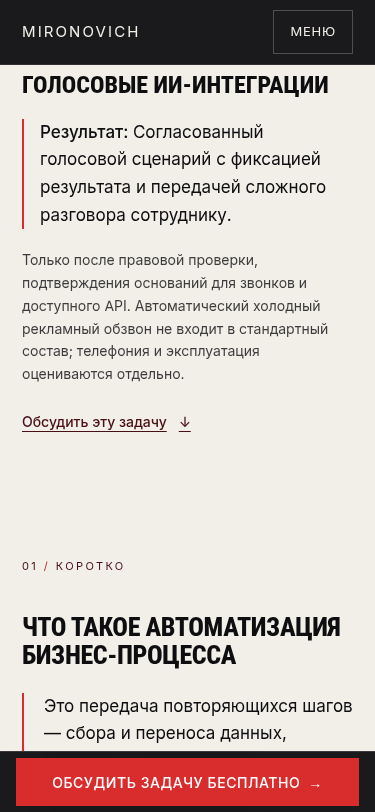 MIRONOVICH
МЕНЮ
ГОЛОСОВЫЕ ИИ-ИНТЕГРАЦИИ
Результат: Согласованный
голосовой сценарий с фиксацией
результата и передачей сложного
разговора сотруднику.
Только после правовой проверки,
подтверждения оснований для звонков и
доступного API. Автоматический холодный
рекламный обзвон не входит в стандартный
состав; телефония и эксплуатация
оцениваются отдельно.
Обсудить эту задачу ↓
01 / КОРОТКО
ЧТО ТАКОЕ АВТОМАТИЗАЦИЯ
БИЗНЕС-ПРОЦЕССА
Это передача повторяющихся шагов
— сбора и переноса данных,
ОБСУДИТЬ ЗАДАЧУ БЕСПЛАТНО →